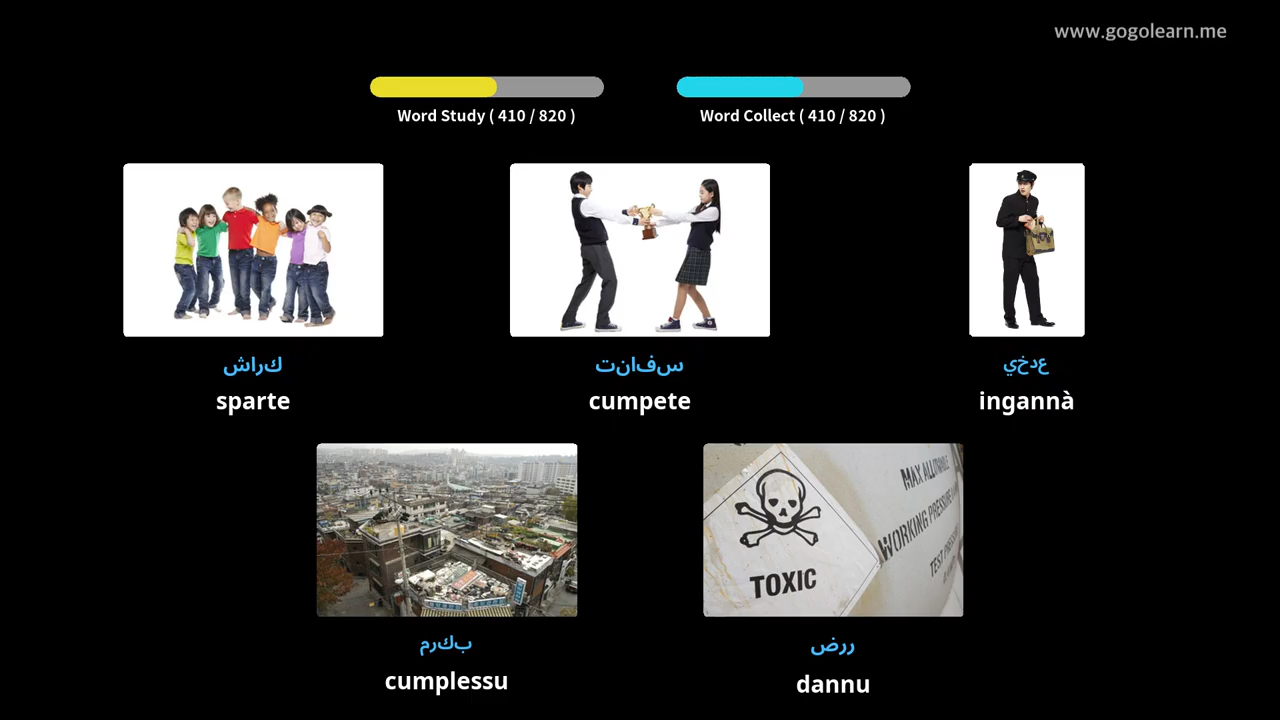 www.gogolearn.me
Word Study ( 410 / 820 )
Word Collect ( 410 / 820 )
كراش
sparte
سفانت
cumpete
عدخي
ingannà
بكرم
cumplessu
MAX ALLOWABLE
WORKING PRESSURE
TEST PRESS
TOXIC
ررض
dannu